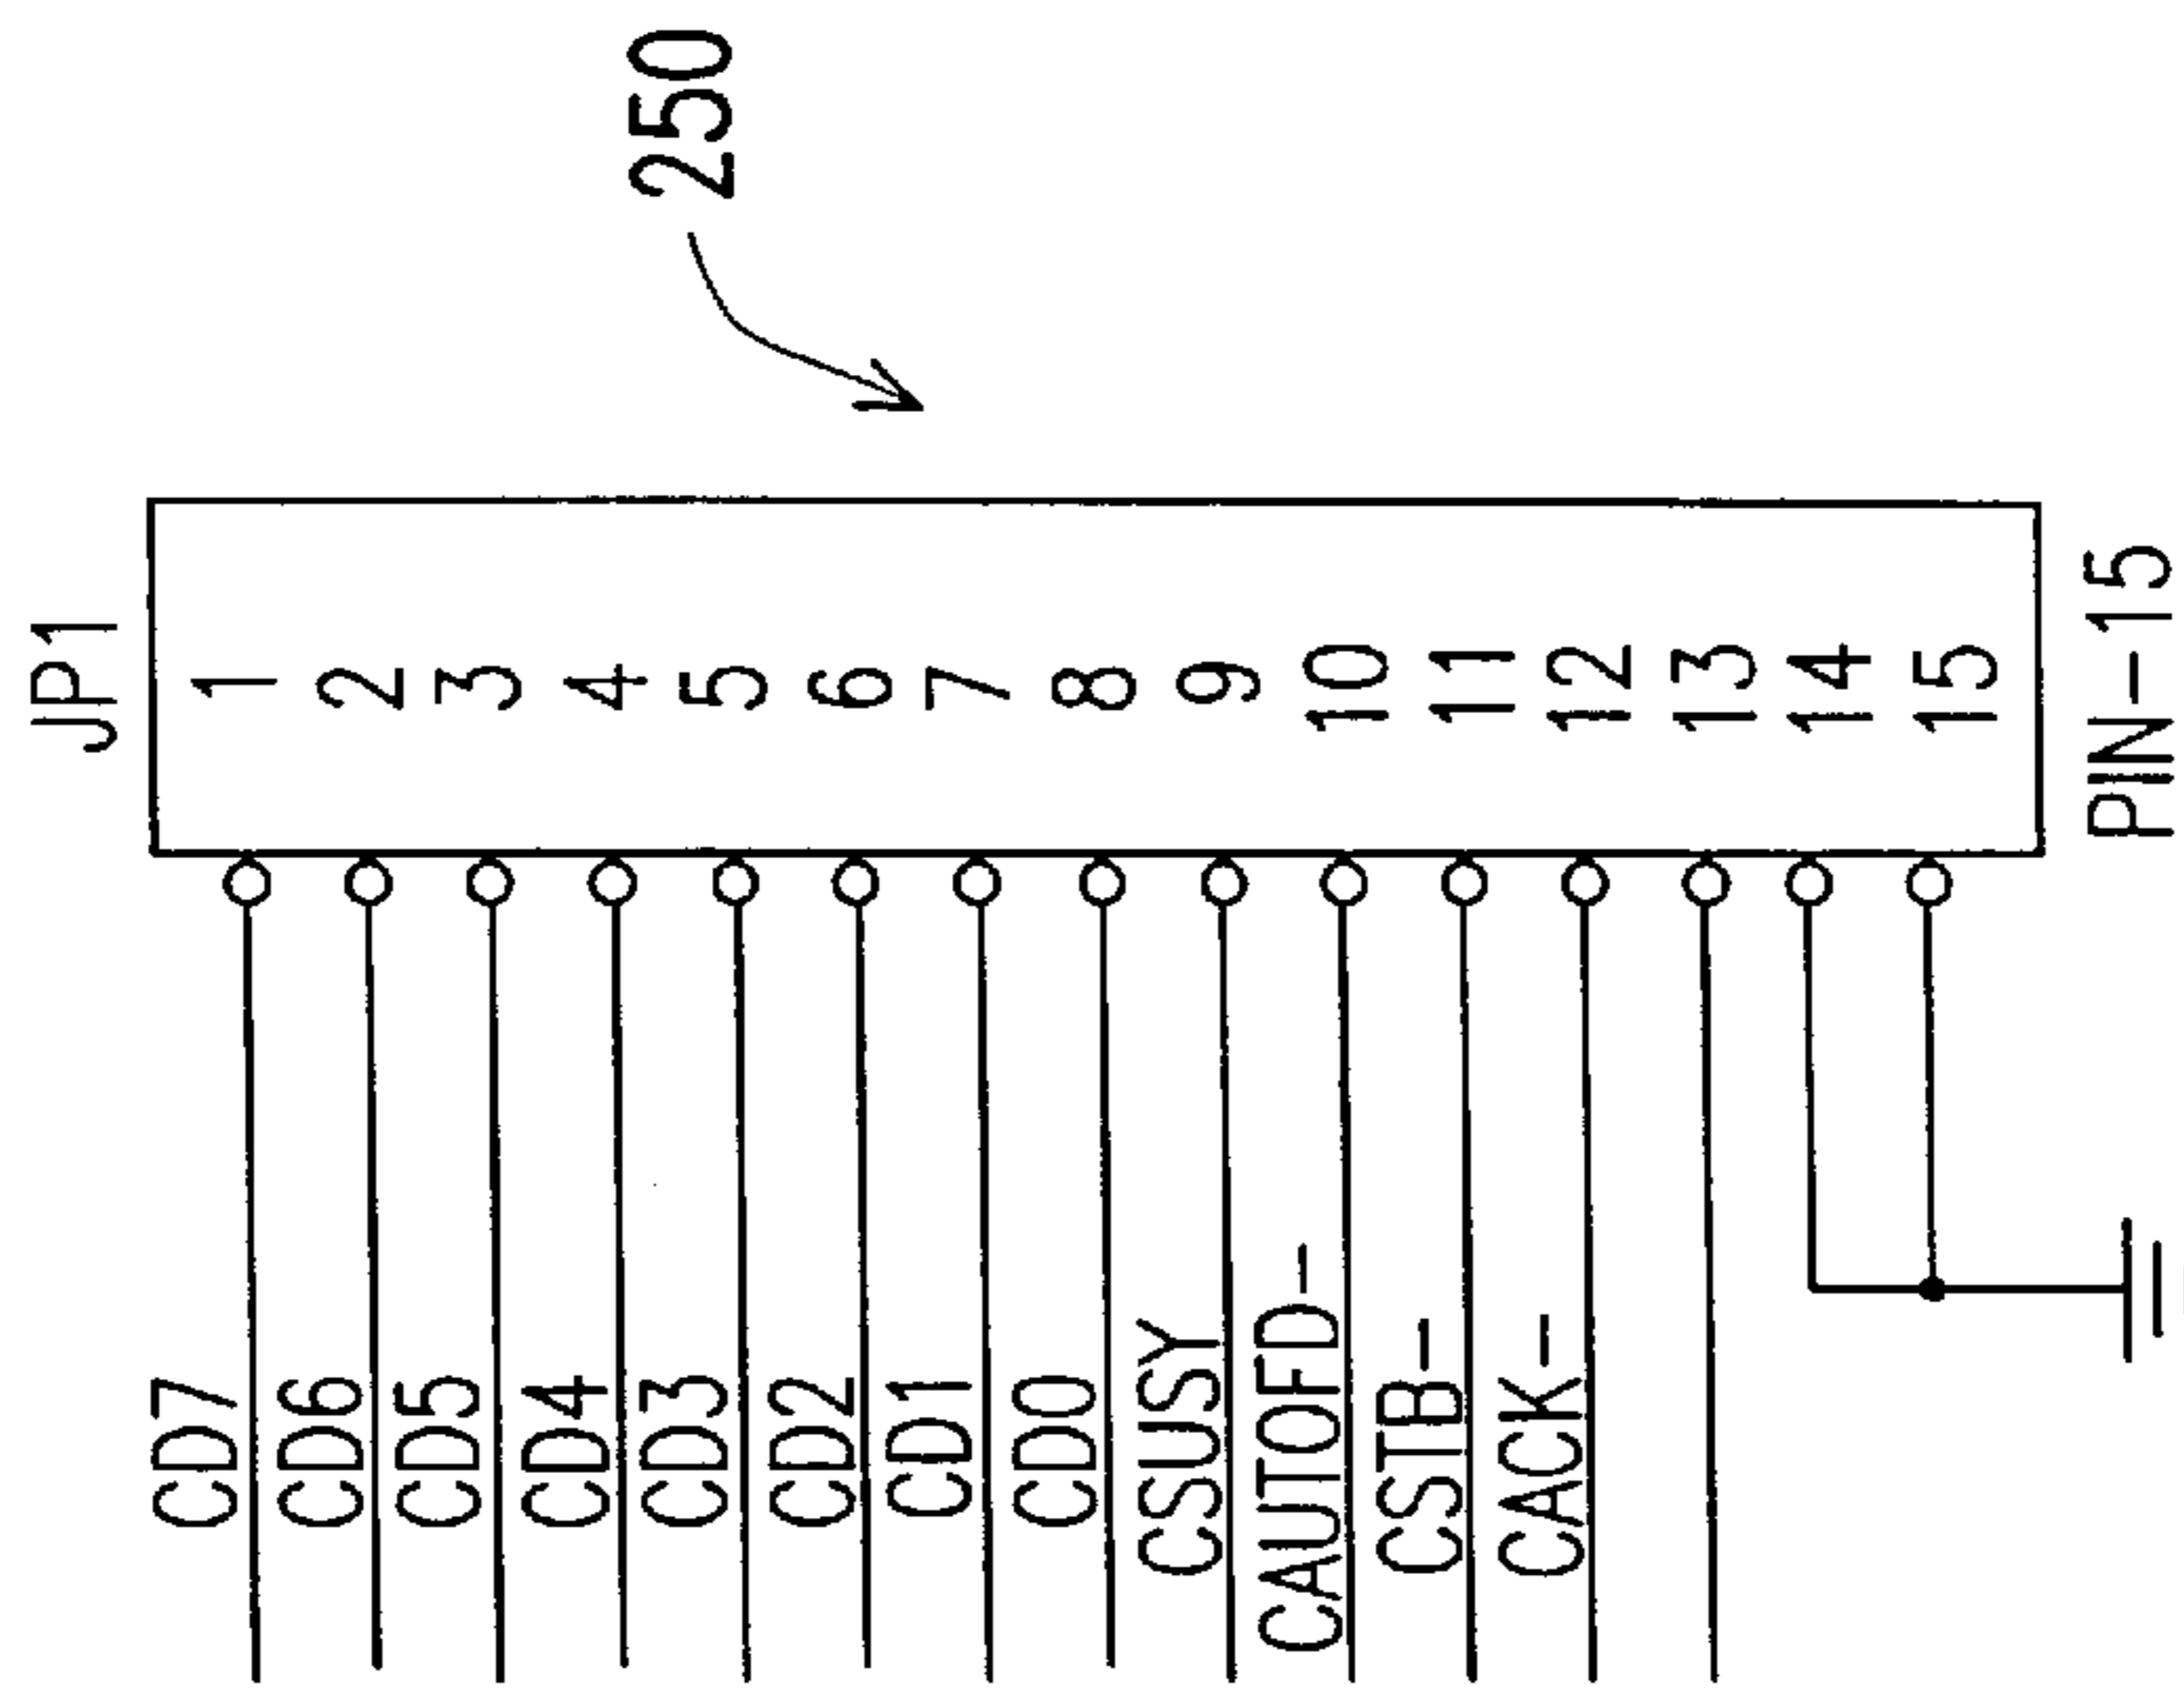 250
JP1
1
2
3
4
5
6
7
8
9
10
11
12
13
14
15
PIN-15
CD7
CD6
CD5
CD4
CD3
CD2
CD1
CD0
CSUSY
CAUTOFD-
CSTB-
CACK-